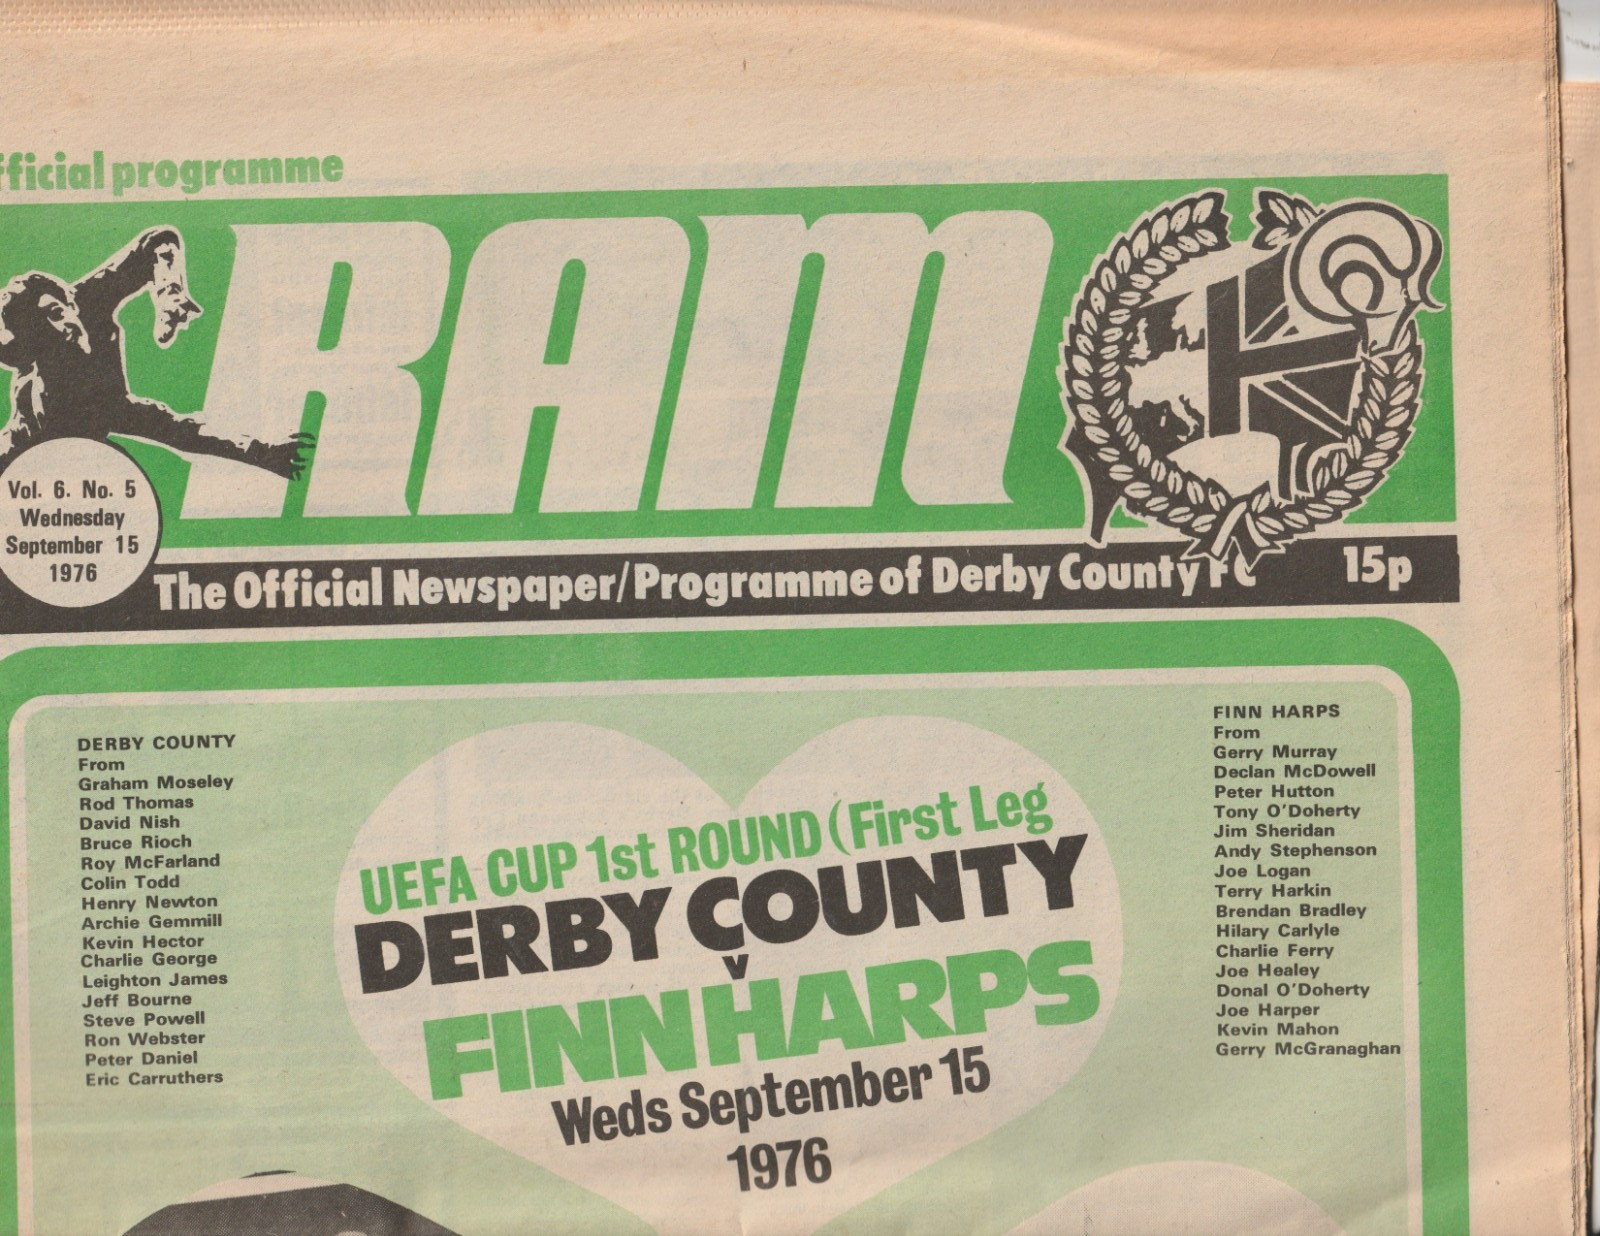 fficial programme
RAM
Vol. 6. No. 5
Wednesday
September 15
1976
The Official Newspaper/Programme of Derby County FC
15p
DERBY COUNTY
From
Graham Moseley
Rod Thomas
David Nish
Bruce Rioch
Roy McFarland
Colin Todd
Henry Newton
Archie Gemmill
Kevin Hector
Charlie George
Leighton James
Jeff Bourne
Steve Powell
Ron Webster
Peter Daniel
Eric Carruthers
UEFA CUP 1st ROUND (First Leg
DERBY COUNTY
v
FINN HARPS
Weds September 15
1976
FINN HARPS
From
Gerry Murray
Declan McDowell
Peter Hutton
Tony O'Doherty
Jim Sheridan
Andy Stephenson
Joe Logan
Terry Harkin
Brendan Bradley
Hilary Carlyle
Charlie Ferry
Joe Healey
Donal O'Doherty
Joe Harper
Kevin Mahon
Gerry McGranaghan